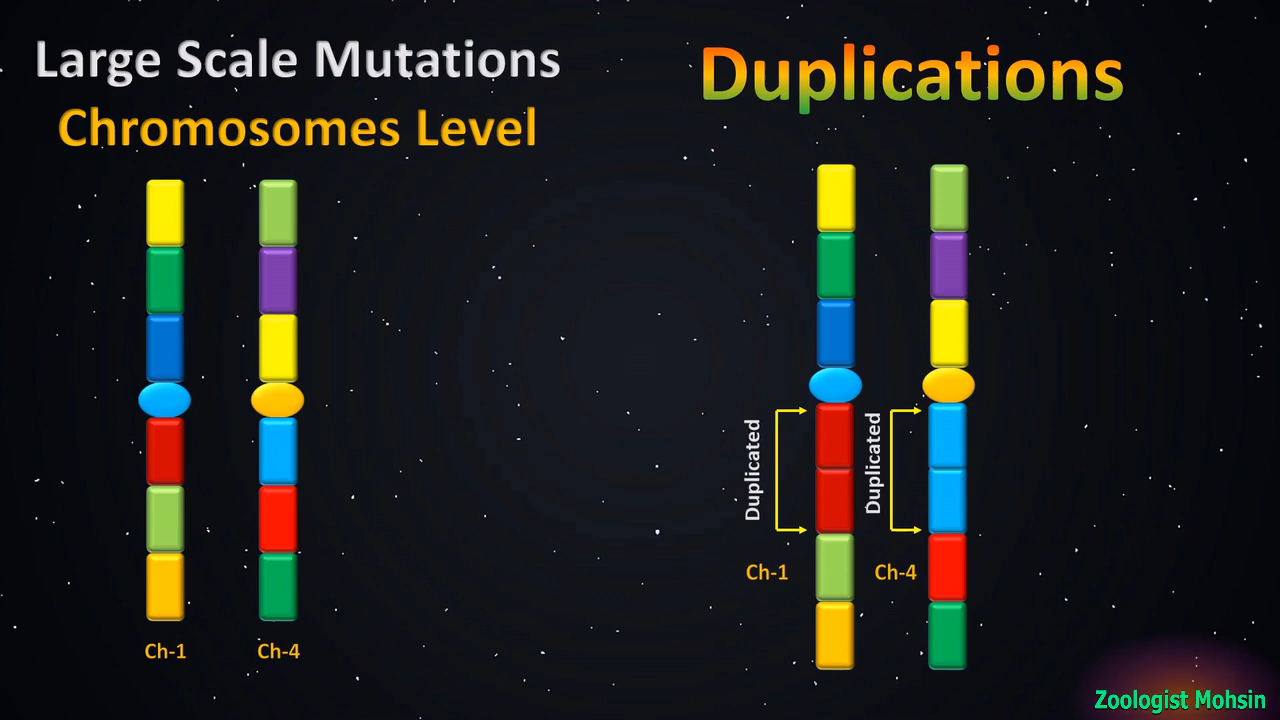 Large Scale Mutations
Chromosomes Level
Ch-1
Ch-4
Duplications
Duplicated
Duplicated
Ch-1
Ch-4
Zoologist Mohsin